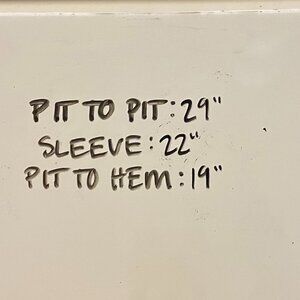 PIT TO PIT: 29"
SLEEVE: 22"
PIT TO HEM: 19"